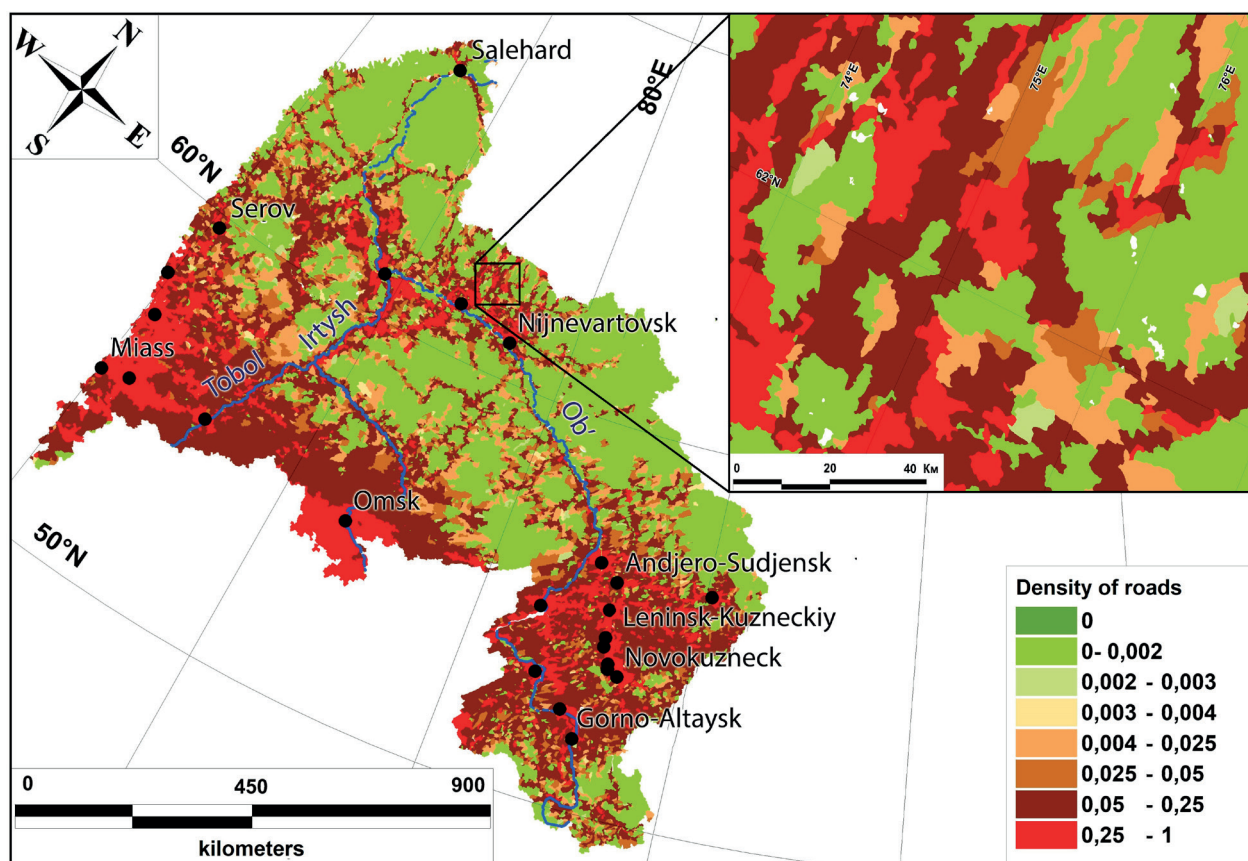 N
W
S
E
Salehard
80°E
60°N
Serov
Miass
Tobol
Irtysh
Nijnevartovsk
Ob'
Omsk
50°N
Andjero-Sudjensk
Leninsk-Kuzneckiy
Novokuzneck
Gorno-Altaysk
0 450 900
kilometers
74°E
75°E
76°E
62°N
0 20 40 Км
Density of roads
0
0- 0,002
0,002 - 0,003
0,003 - 0,004
0,004 - 0,025
0,025 - 0,05
0,05 - 0,25
0,25 - 1